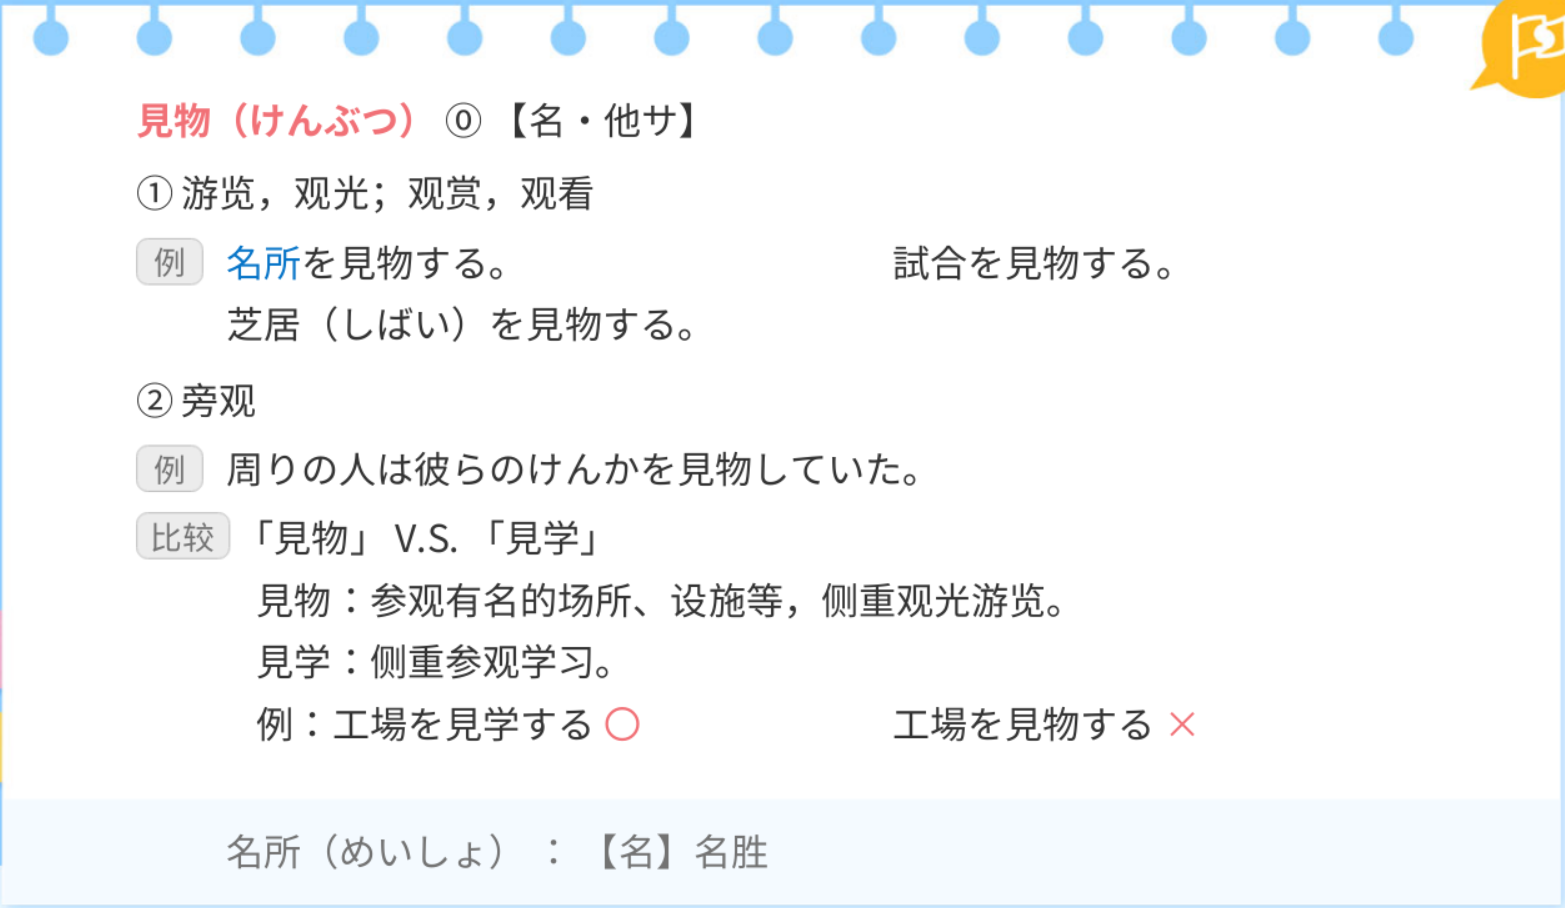 見物（けんぶつ） ⓪ 【名・他サ】
① 游览，观光；观赏，观看
例 名所を見物する。 試合を見物する。
芝居（しばい）を見物する。
② 旁观
例 周りの人は彼らのけんかを見物していた。
比较 「見物」 V.S. 「見学」
見物：参观有名的场所、设施等，侧重观光游览。
見学：侧重参观学习。
例：工場を見学する ○ 工場を見物する ×
名所（めいしょ） ： 【名】名胜